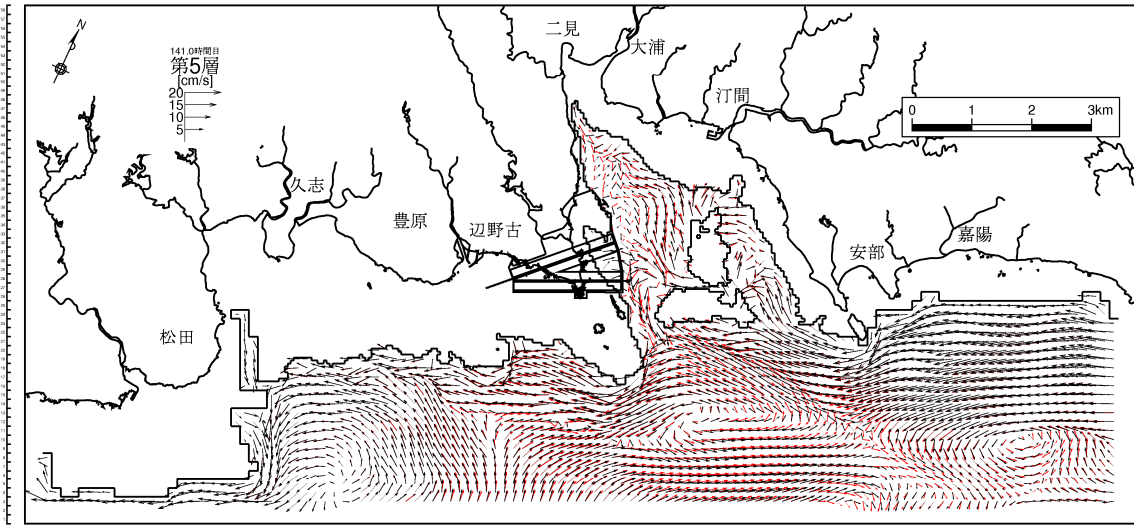 N
141.0時間目
第5層
[cm/s]
20
15
10
5
二見
大浦
汀間
0 1 2 3km
久志
豊原
辺野古
安部
嘉陽
松田